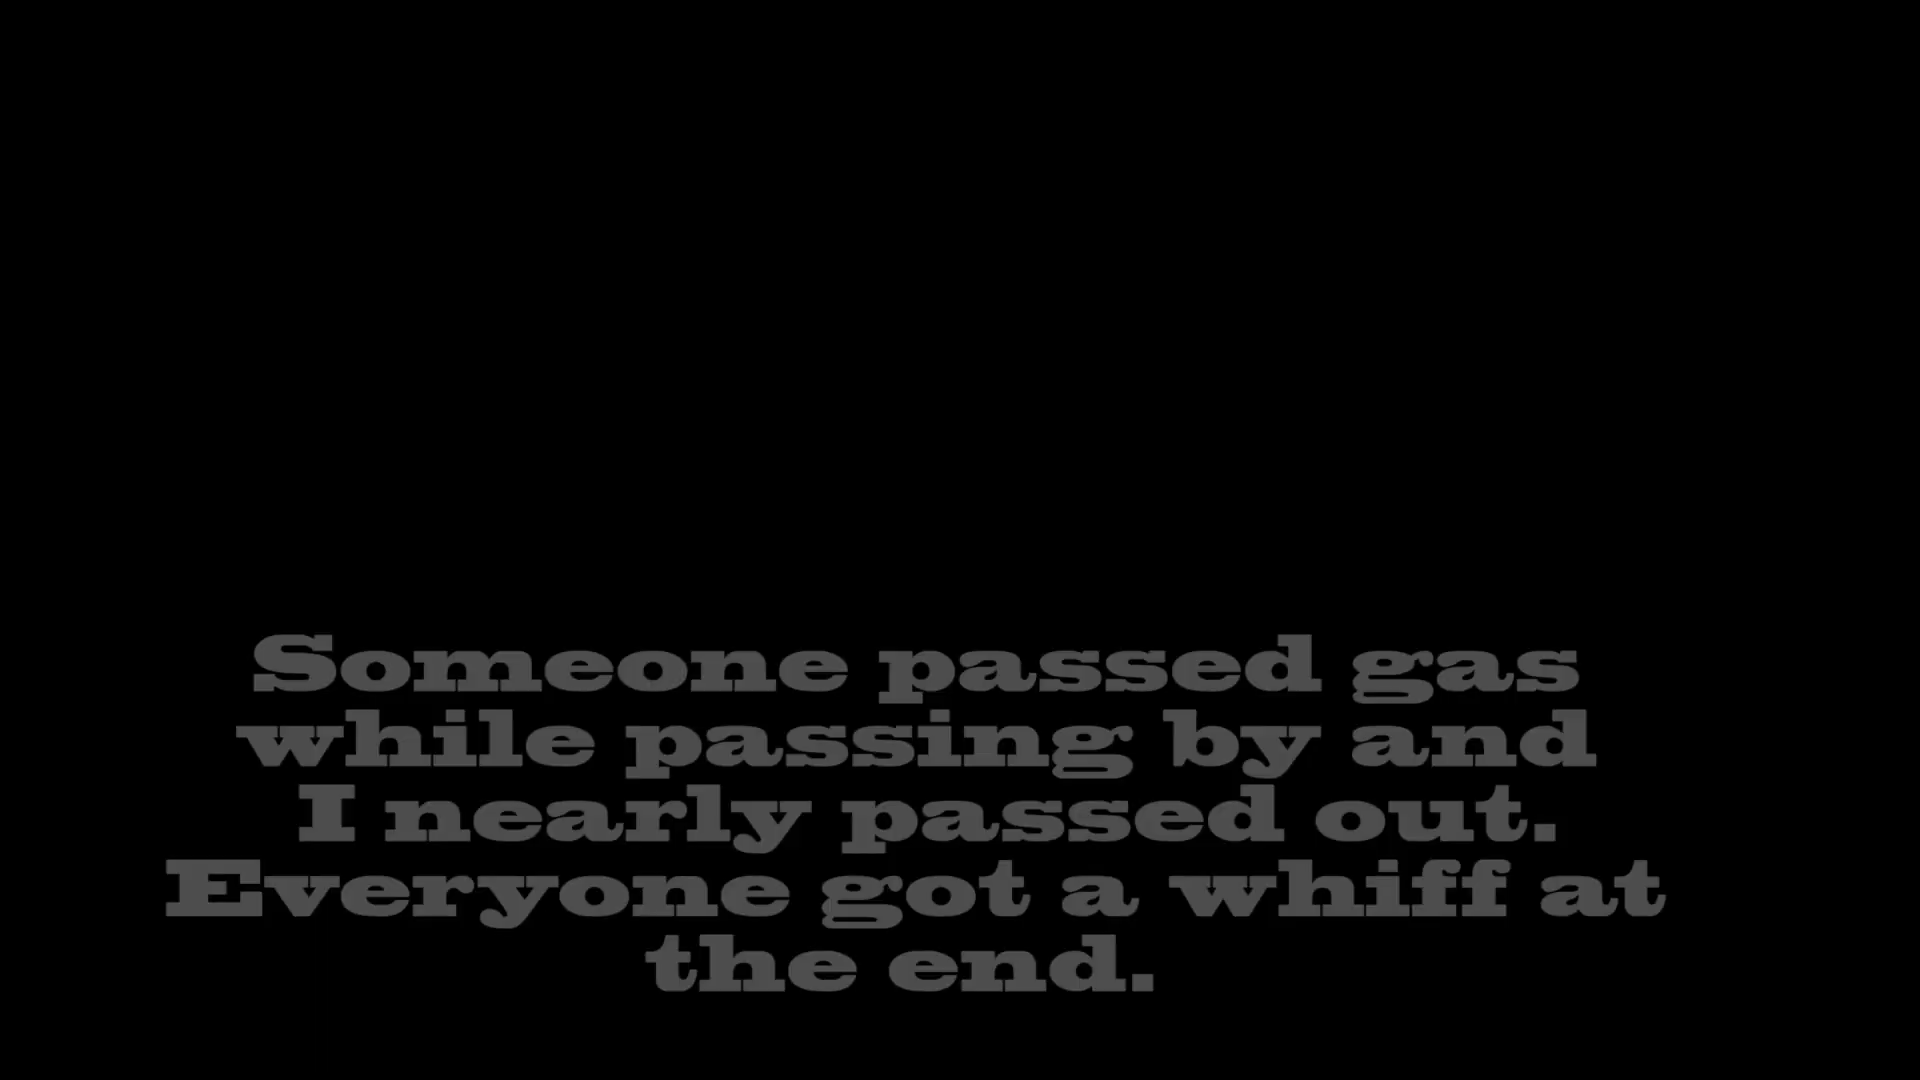 Someone passed gas
while passing by and
I nearly passed out.
Everyone got a whiff at
the end.